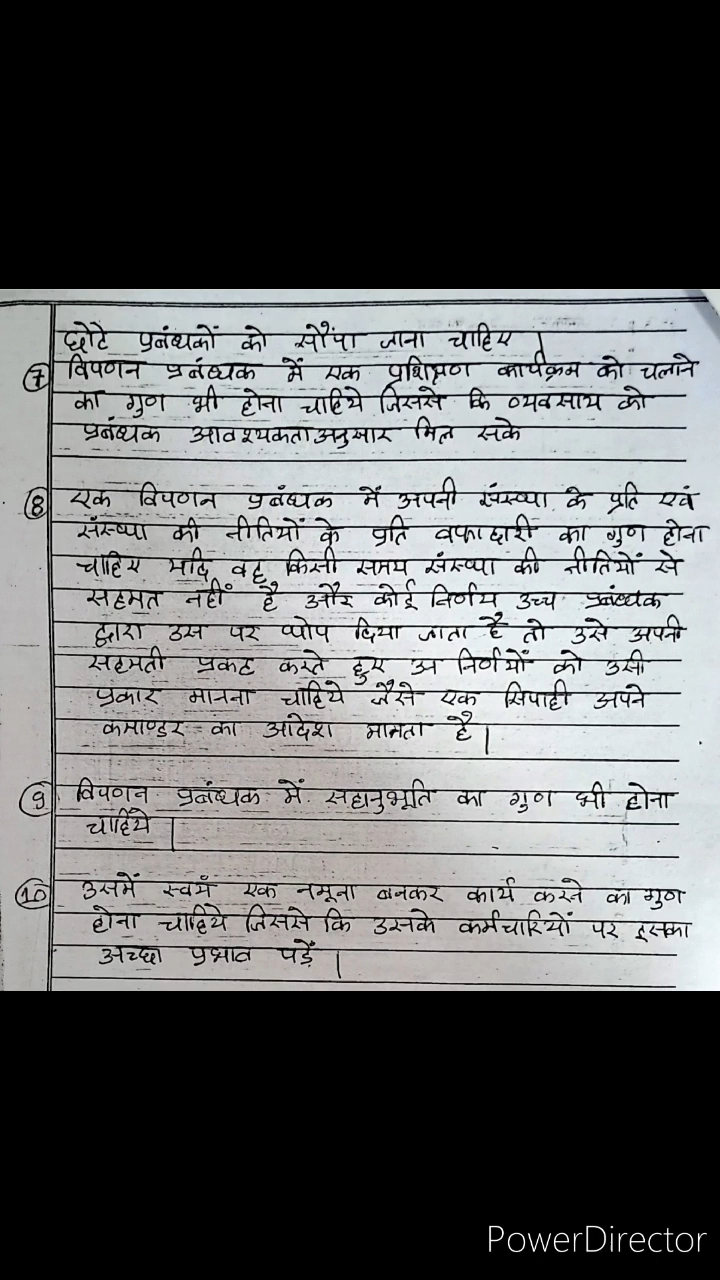 छोटे प्रबंधकों को सौंपा जाना चाहिए |
7 विपणन प्रबंधक में एक प्रशिक्षण कार्यक्रम को चलाने
का गुण भी होना चाहिये जिससे कि व्यवसाय को
प्रबंधक आवश्यकता अनुसार मिल सके
8 एक विपणन प्रबंधक में अपनी संस्था के प्रति एवं
संस्था की नीतियों के प्रति वफादारी का गुण होना
चाहिए यदि वह किसी समय संस्था की नीतियों से
सहमत नहीं है और कोई निर्णय उच्च प्रबंधक
द्वारा उस पर थोप दिया जाता है तो उसे अपनी
सहमती प्रकट करते हुए अ निर्णयों को उसी
प्रकार मानना चाहिये जैसे एक सिपाही अपने
कमाण्डर का आदेश मानता है |
9 विपणन प्रबंधक में सहानुभूति का गुण भी होना
चाहिये |
10 उसमें स्वयं एक नमूना बनकर कार्य करने का गुण
होना चाहिये जिससे कि उसके कर्मचारियों पर इसका
अच्छा प्रभाव पड़ें |
PowerDirector